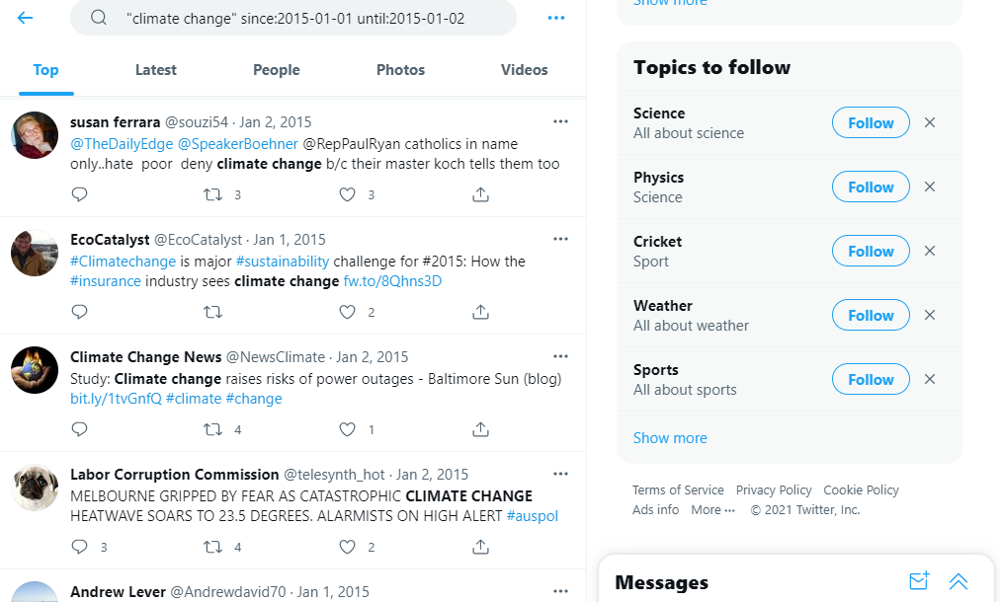 "climate change" since:2015-01-01 until:2015-01-02
Top Latest People Photos Videos
susan ferrara @souzi54 · Jan 2, 2015
@TheDailyEdge @SpeakerBoehner @RepPaulRyan catholics in name
only..hate poor deny climate change b/c their master koch tells them too
3 3
EcoCatalyst @EcoCatalyst · Jan 1, 2015
#Climatechange is major #sustainability challenge for #2015: How the
#insurance industry sees climate change fw.to/8Qhns3D
2
Climate Change News @NewsClimate · Jan 2, 2015
Study: Climate change raises risks of power outages - Baltimore Sun (blog)
bit.ly/1tvGnfQ #climate #change
4 1
Labor Corruption Commission @telesynth_hot · Jan 2, 2015
MELBOURNE GRIPPED BY FEAR AS CATASTROPHIC CLIMATE CHANGE
HEATWAVE SOARS TO 23.5 DEGREES. ALARMISTS ON HIGH ALERT #auspol
3 4 2
Andrew Lever @Andrewdavid70 · Jan 1, 2015
Show more
Topics to follow
Science
All about science
Follow
Physics
Science
Follow
Cricket
Sport
Follow
Weather
All about weather
Follow
Sports
All about sports
Follow
Show more
Terms of Service Privacy Policy Cookie Policy
Ads info More ··· © 2021 Twitter, Inc.
Messages